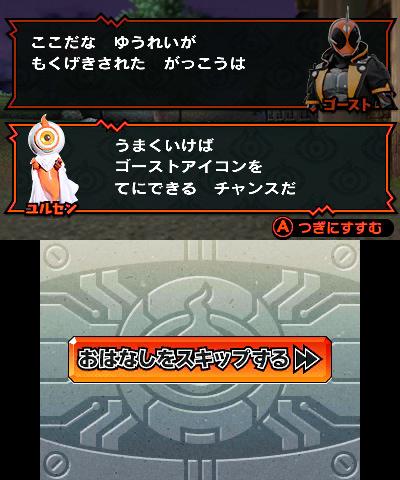 ここだな　ゆうれいが
もくげきされた　がっこうは
ゴースト
うまくいけば
ゴーストアイコンを
てにできる　チャンスだ
ユルセン
Aつぎにすすむ
おはなしをスキップする